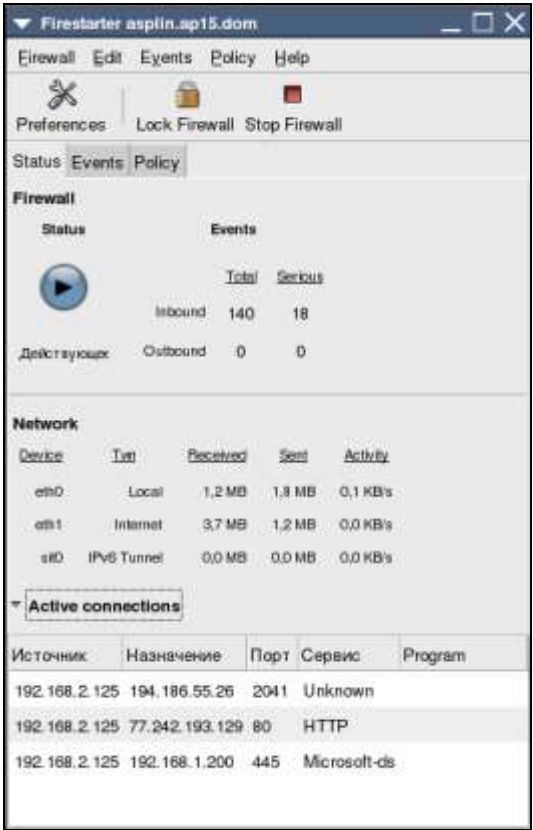 Firestarter asplin.ap15.dom
Firewall Edit Events Policy Help
Preferences Lock Firewall Stop Firewall
Status Events Policy
Firewall
Status Events
Total Serious
Inbound 140 18
Действующек Outbound 0 0
Network
Device Тип Received Sent Activity
eth0 Local 1,2 MB 1,8 MB 0,1 KB/s
eth1 Internet 3,7 MB 1,2 MB 0,0 KB/s
sit0 IPv6 Tunnel 0,0 MB 0,0 MB 0,0 KB/s
Active connections
Источник Назначение Порт Сервис Program
192.168.2.125 194.186.55.26 2041 Unknown
192.168.2.125 77.242.193.129 80 HTTP
192.168.2.125 192.168.1.200 445 Microsoft-ds